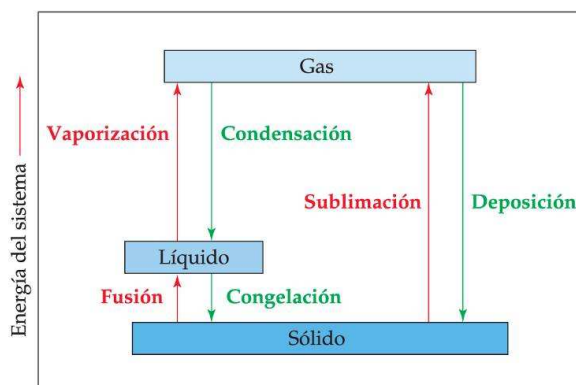 Energía del sistema
Gas
Vaporización
Condensación
Sublimación
Deposición
Líquido
Fusión
Congelación
Sólido